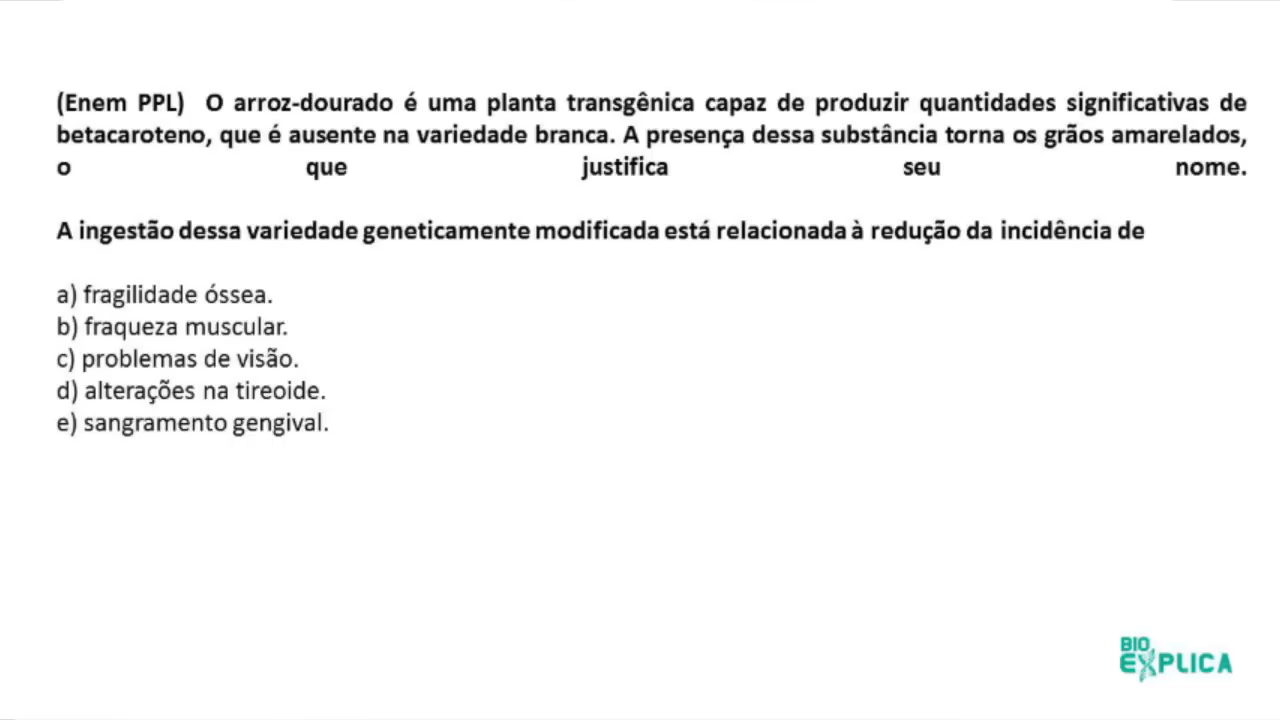 (Enem PPL) O arroz-dourado é uma planta transgênica capaz de produzir quantidades significativas de
betacaroteno, que é ausente na variedade branca. A presença dessa substância torna os grãos amarelados,
o que justifica seu nome.
A ingestão dessa variedade geneticamente modificada está relacionada à redução da incidência de
a) fragilidade óssea.
b) fraqueza muscular.
c) problemas de visão.
d) alterações na tireoide.
e) sangramento gengival.
BIO
EXPLICA